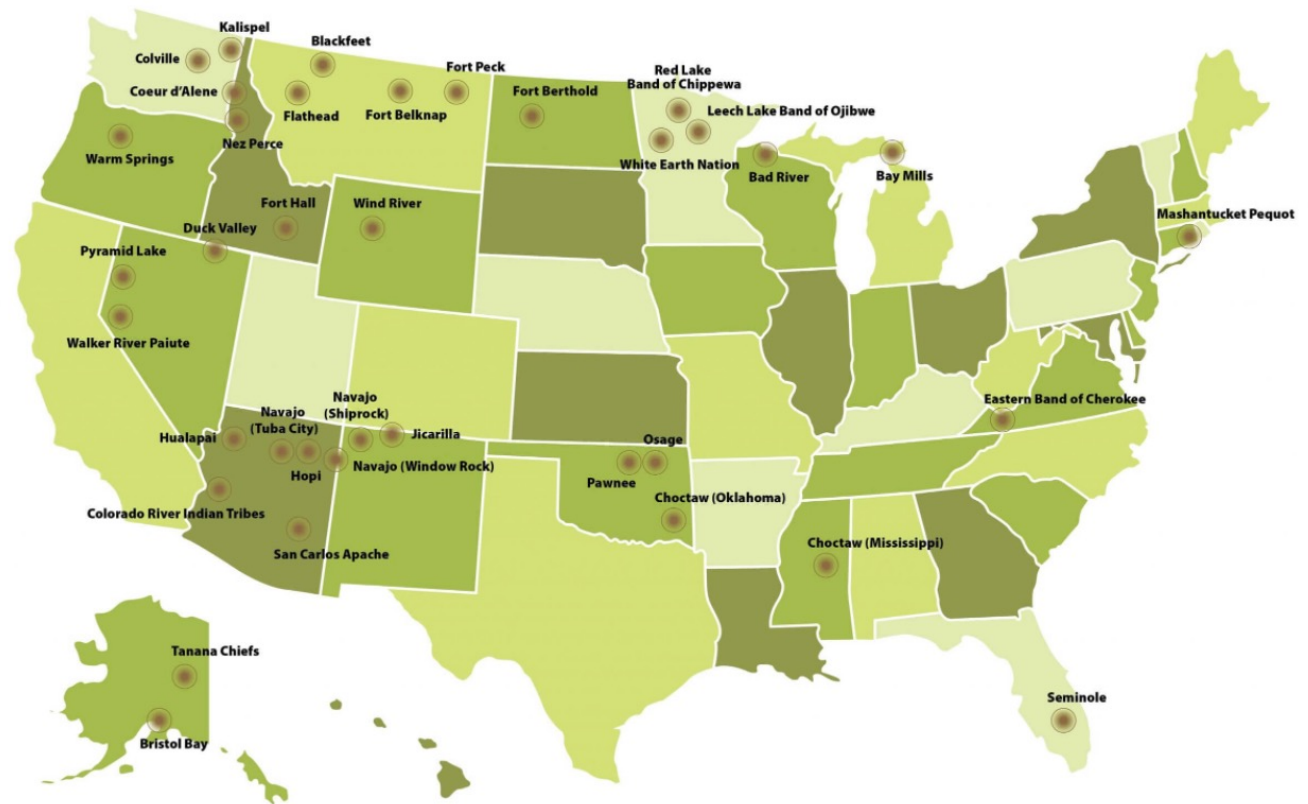 Kalispel
Colville
Coeur d’Alene
Nez Perce
Blackfeet
Flathead
Fort Belknap
Fort Peck
Fort Berthold
Red Lake
Band of Chippewa
Leech Lake Band of Ojibwe
White Earth Nation
Bad River
Bay Mills
Mashantucket Pequot
Warm Springs
Fort Hall
Wind River
Duck Valley
Pyramid Lake
Walker River Paiute
Navajo
(Shiprock)
Navajo
(Tuba City)
Hualapai
Jicarilla
Hopi
Navajo (Window Rock)
Colorado River Indian Tribes
San Carlos Apache
Osage
Pawnee
Choctaw (Oklahoma)
Eastern Band of Cherokee
Choctaw (Mississippi)
Tanana Chiefs
Bristol Bay
Seminole